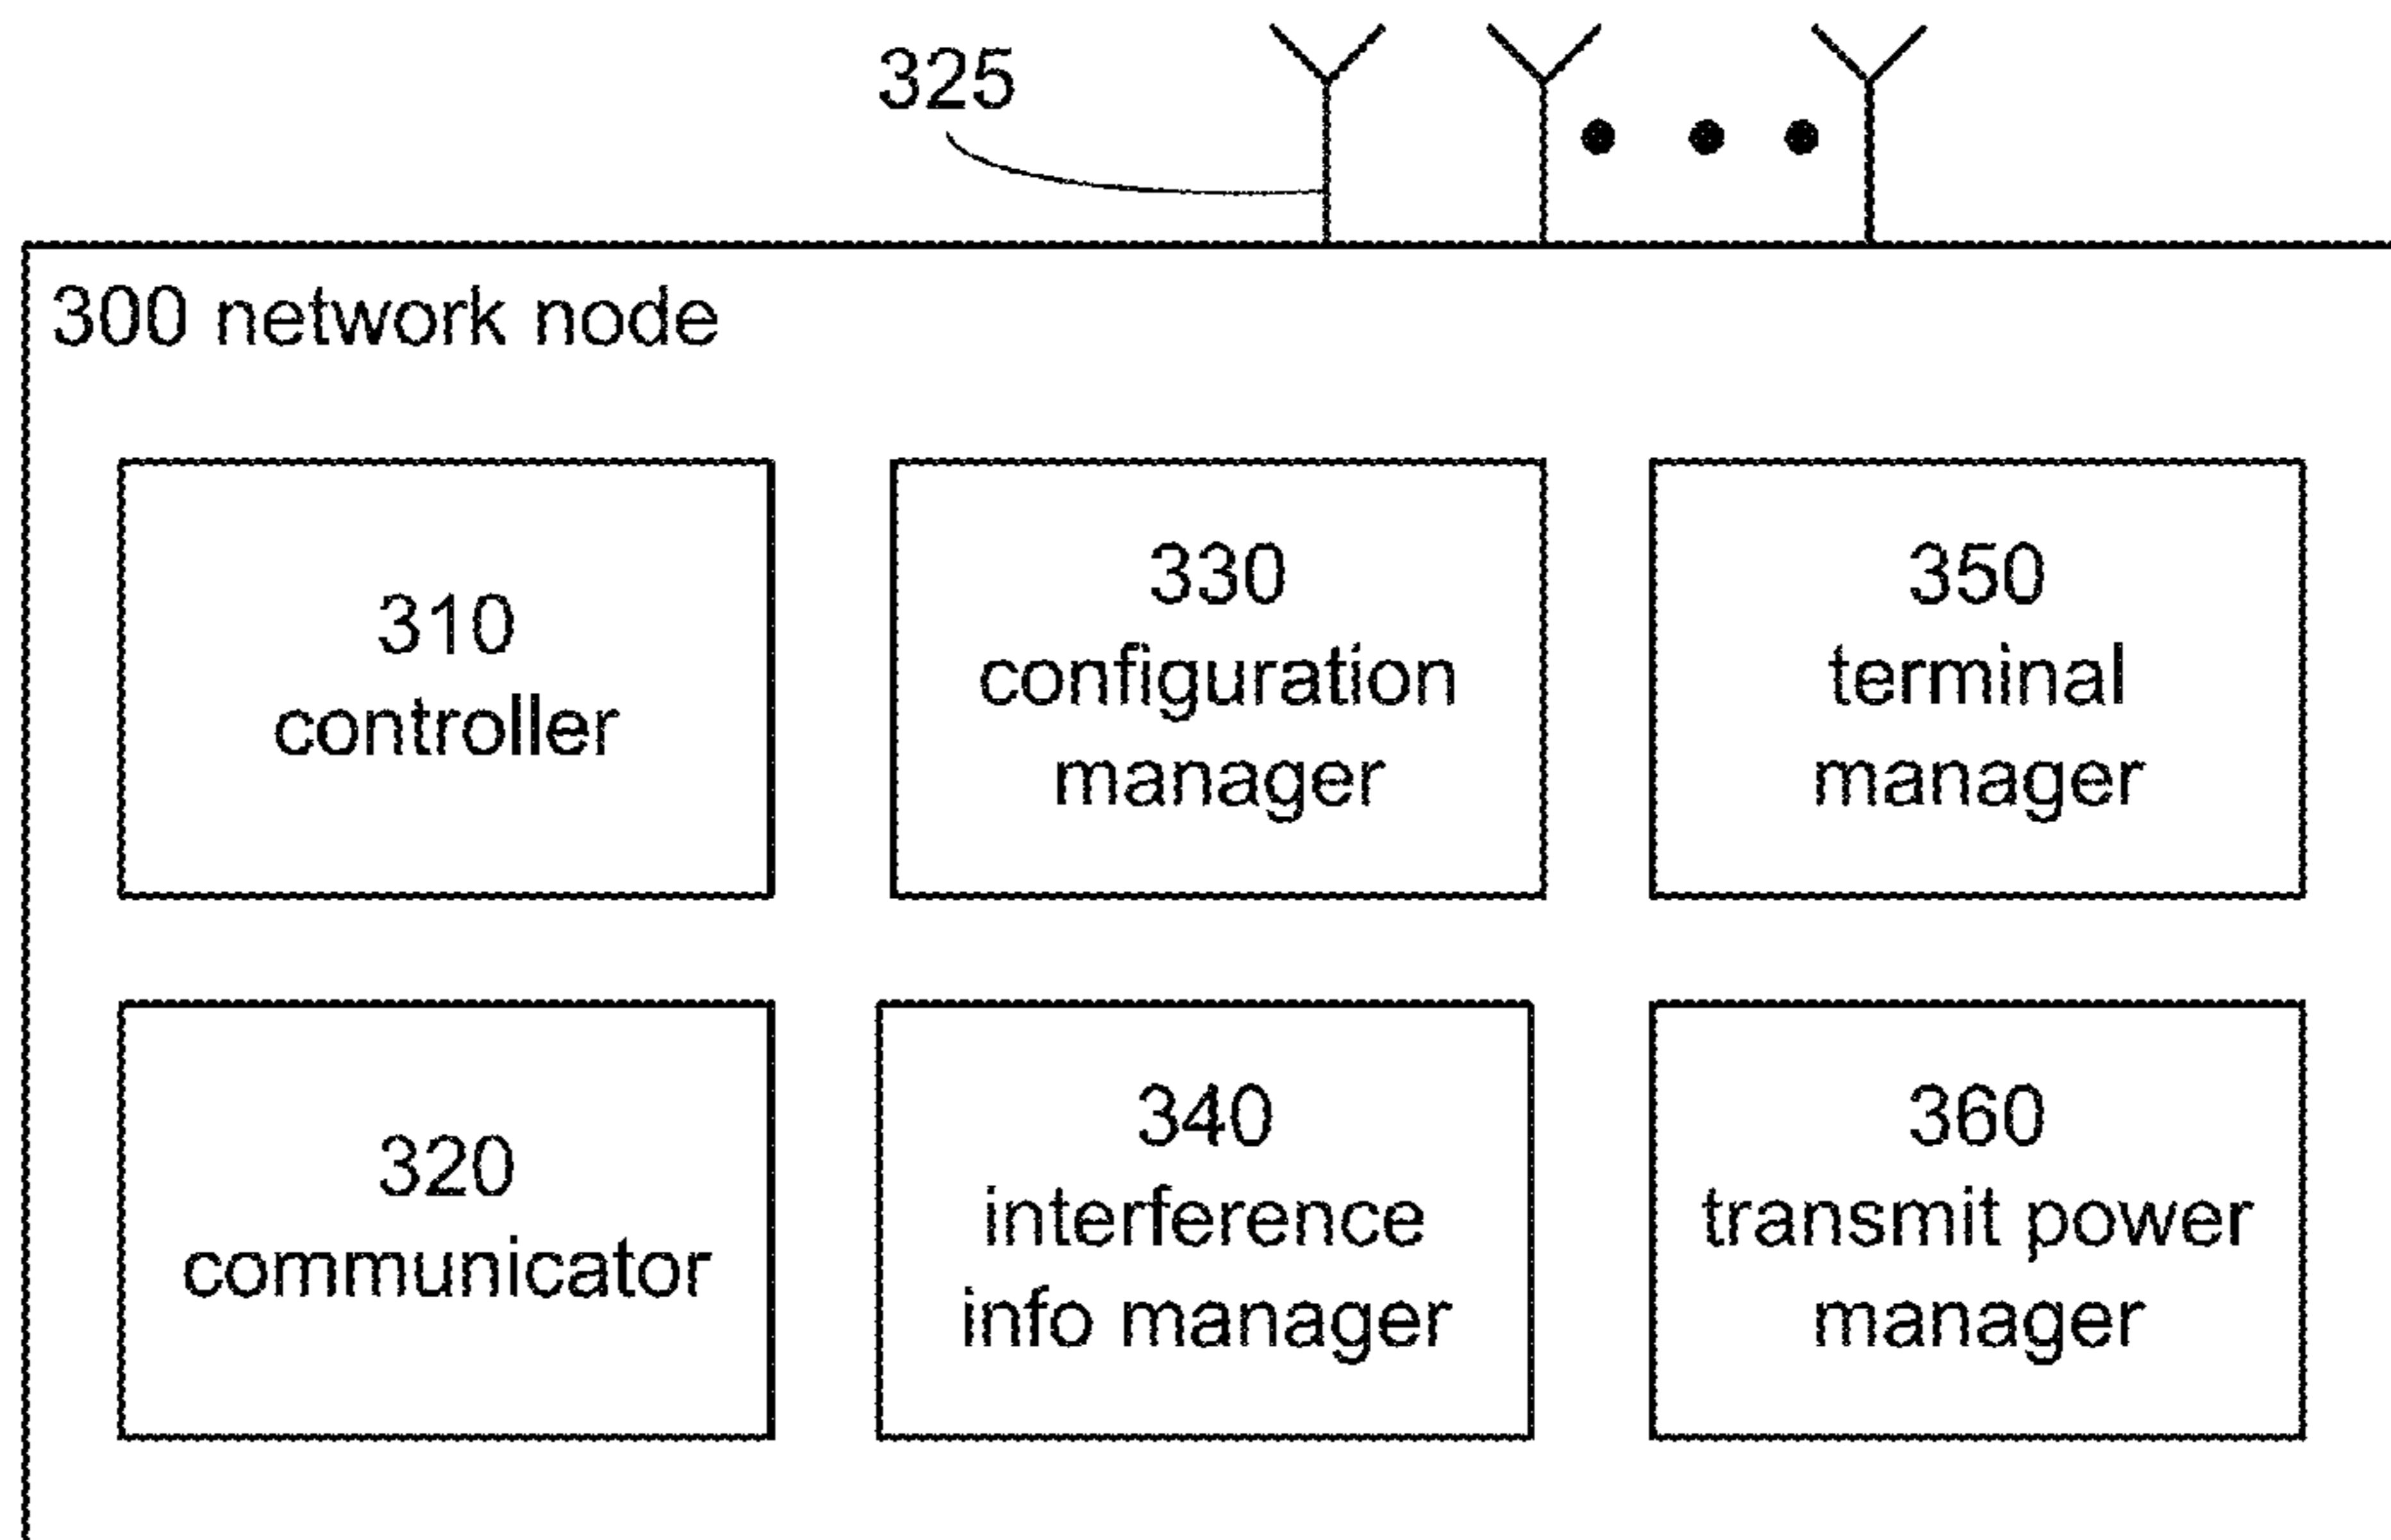 325
300 network node
310
controller
330
configuration
manager
350
terminal
manager
320
communicator
340
interference
info manager
360
transmit power
manager